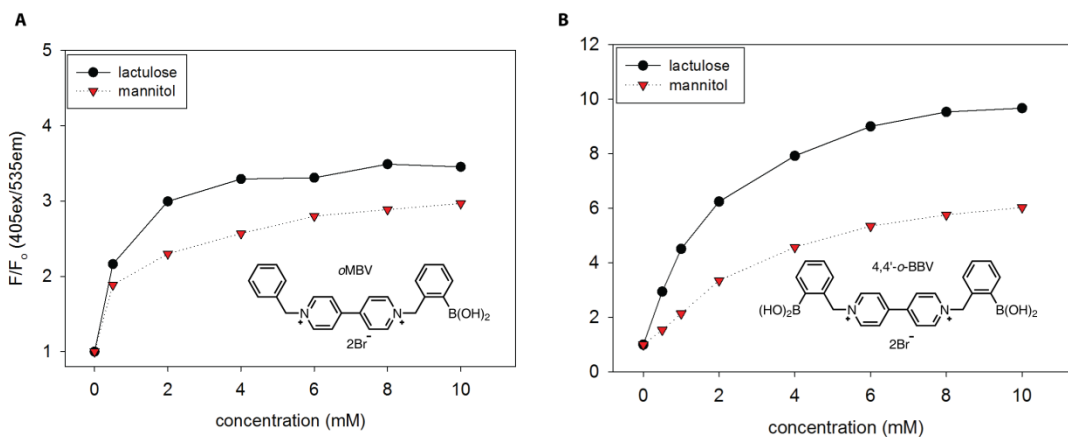 A
F/Fo (405ex/535em)
5
4
3
2
1
lactulose
mannitol
oMBV
N
+
N
+
B(OH)2
2Br-
0 2 4 6 8 10
concentration (mM)
B
12
10
8
6
4
2
0
lactulose
mannitol
4,4'-o-BBV
(HO)2B
N
+
N
+
B(OH)2
2Br-
0 2 4 6 8 10
concentration (mM)